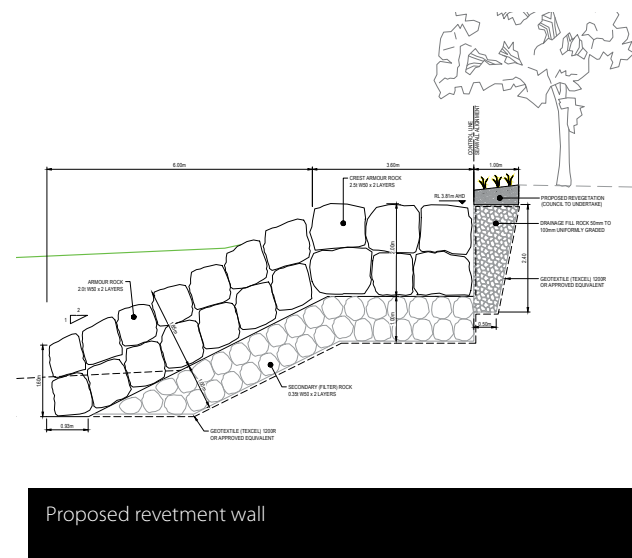 CONTROL LINE
SEAWALL ALIGNMENT
6.00m
3.60m
1.00m
CREST ARMOUR ROCK
2.5t W50 x 2 LAYERS
RL 3.81m AHD
PROPOSED REVEGETATION
(COUNCIL TO UNDERTAKE)
DRAINAGE FILL ROCK 50mm TO
100mm UNIFORMLY GRADED
2.40
GEOTEXTILE (TEXCEL) 1200R
OR APPROVED EQUIVALENT
0.50m
ARMOUR ROCK
2.0t W50 x 2 LAYERS
2
1
SECONDARY (FILTER) ROCK
0.35t W50 x 2 LAYERS
0.93m
GEOTEXTILE (TEXCEL) 1200R
OR APPROVED EQUIVALENT
Proposed revetment wall